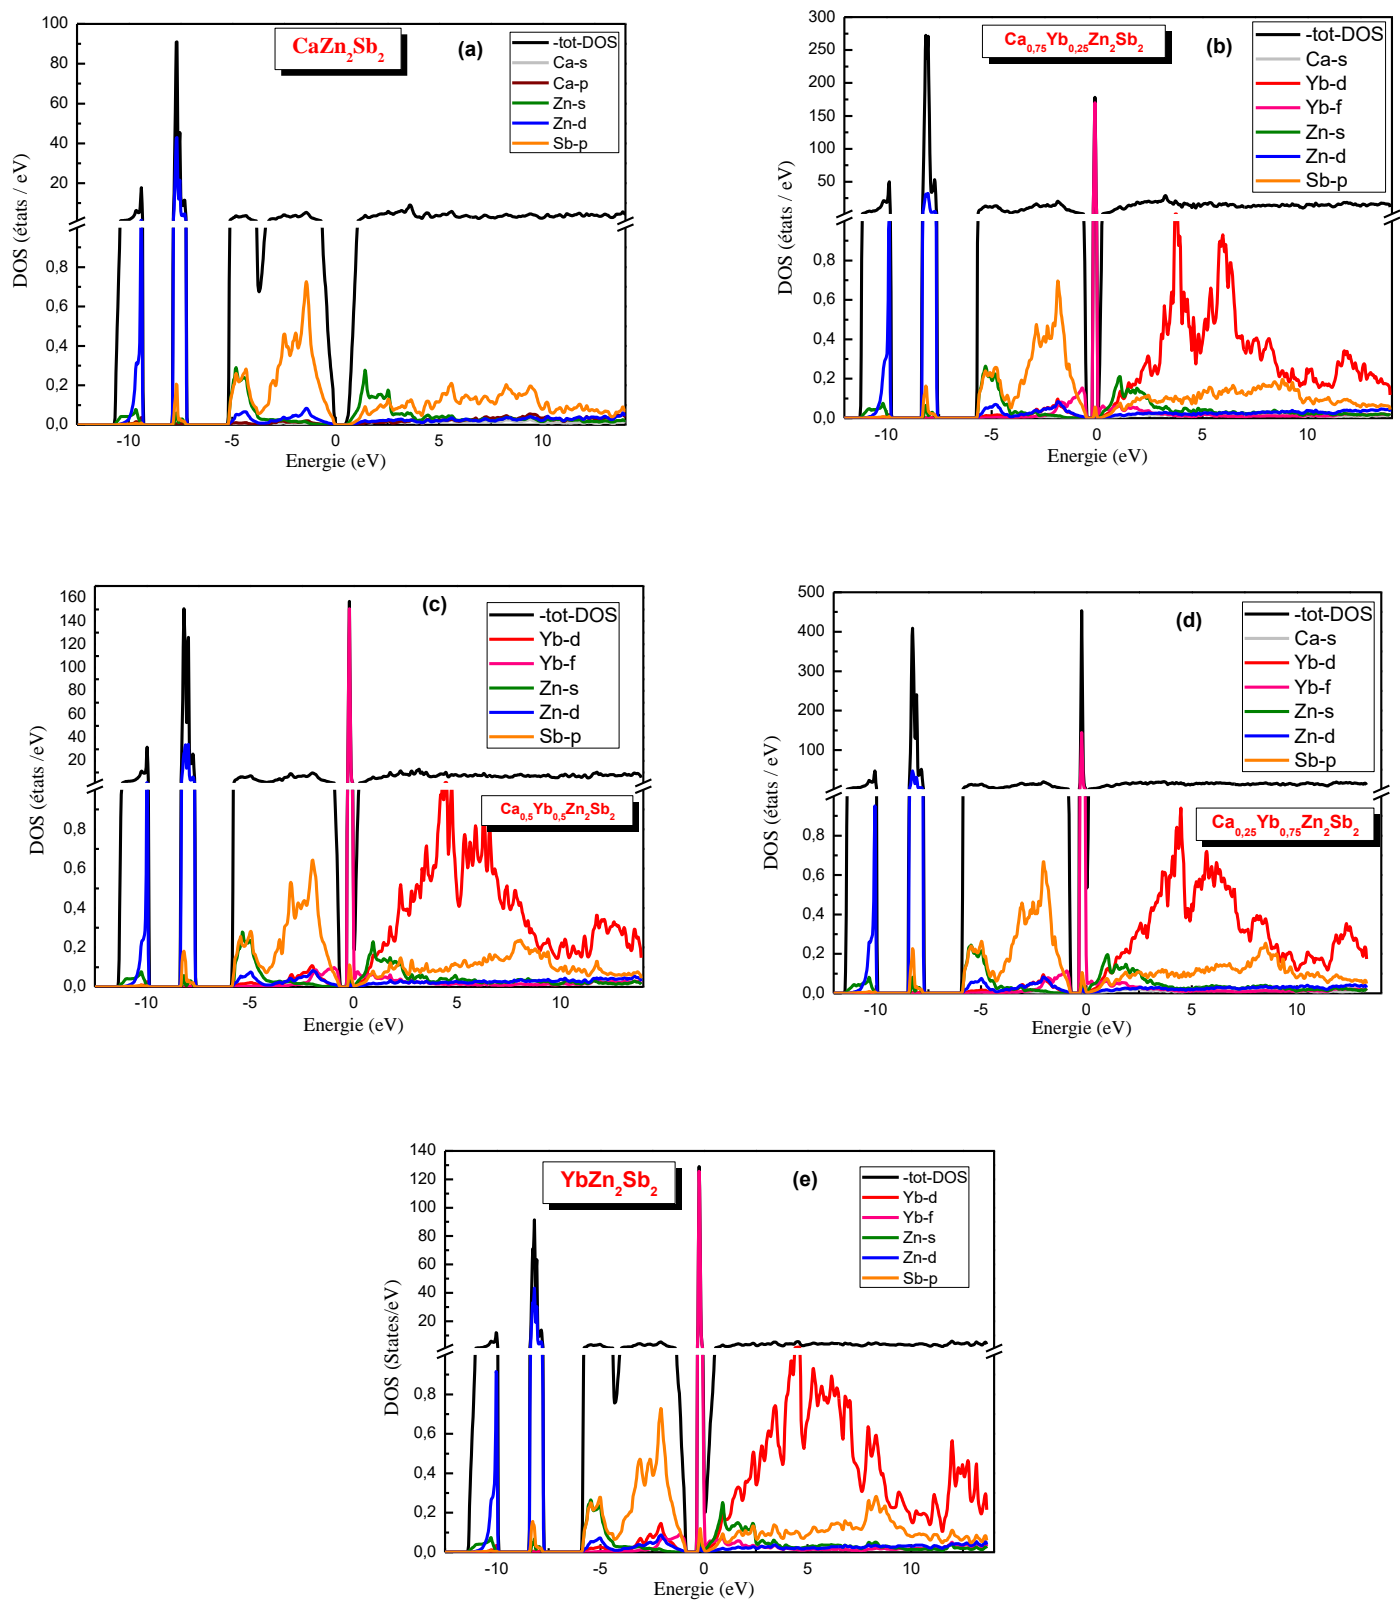 CaZn₂Sb₂
(a)
-tot-DOS
Ca-s
Ca-p
Zn-s
Zn-d
Sb-p
DOS (états / eV)
100
80
60
40
20
0,8
0,6
0,4
0,2
0,0
-10 -5 0 5 10
Energie (eV)
Ca₀,₇₅Yb₀,₂₅Zn₂Sb₂
(b)
-tot-DOS
Ca-s
Yb-d
Yb-f
Zn-s
Zn-d
Sb-p
DOS (états / eV)
300
250
200
150
100
50
0,8
0,6
0,4
0,2
0,0
-10 -5 0 5 10
Energie (eV)
(c)
-tot-DOS
Yb-d
Yb-f
Zn-s
Zn-d
Sb-p
Ca₀,₅Yb₀,₅Zn₂Sb₂
DOS (états /eV)
160
140
120
100
80
60
40
20
0,8
0,6
0,4
0,2
0,0
-10 -5 0 5 10
Energie (eV)
(d)
-tot-DOS
Ca-s
Yb-d
Yb-f
Zn-s
Zn-d
Sb-p
Ca₀,₂₅Yb₀,₇₅Zn₂Sb₂
DOS (états / eV)
500
450
400
350
300
250
200
150
100
50
0,8
0,6
0,4
0,2
0,0
-10 -5 0 5 10
Energie (eV)
YbZn₂Sb₂
(e)
-tot-DOS
Yb-d
Yb-f
Zn-s
Zn-d
Sb-p
DOS (States/eV)
140
120
100
80
60
40
20
0,8
0,6
0,4
0,2
0,0
-10 -5 0 5 10
Energie (eV)